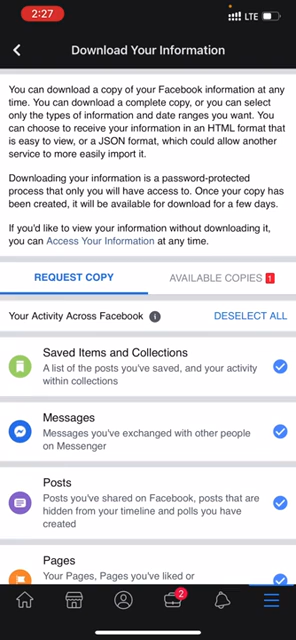 2:27
LTE
Download Your Information
You can download a copy of your Facebook information at any
time. You can download a complete copy, or you can select
only the types of information and date ranges you want. You
can choose to receive your information in an HTML format that
is easy to view, or a JSON format, which could allow another
service to more easily import it.
Downloading your information is a password-protected
process that only you will have access to. Once your copy has
been created, it will be available for download for a few days.
If you'd like to view your information without downloading it,
you can Access Your Information at any time.
REQUEST COPY
AVAILABLE COPIES 1
Your Activity Across Facebook
DESELECT ALL
Saved Items and Collections
A list of the posts you've saved, and your activity
within collections
Messages
Messages you've exchanged with other people
on Messenger
Posts
Posts you've shared on Facebook, posts that are
hidden from your timeline and polls you have
created
Pages
Your Pages, Pages you've liked or
2